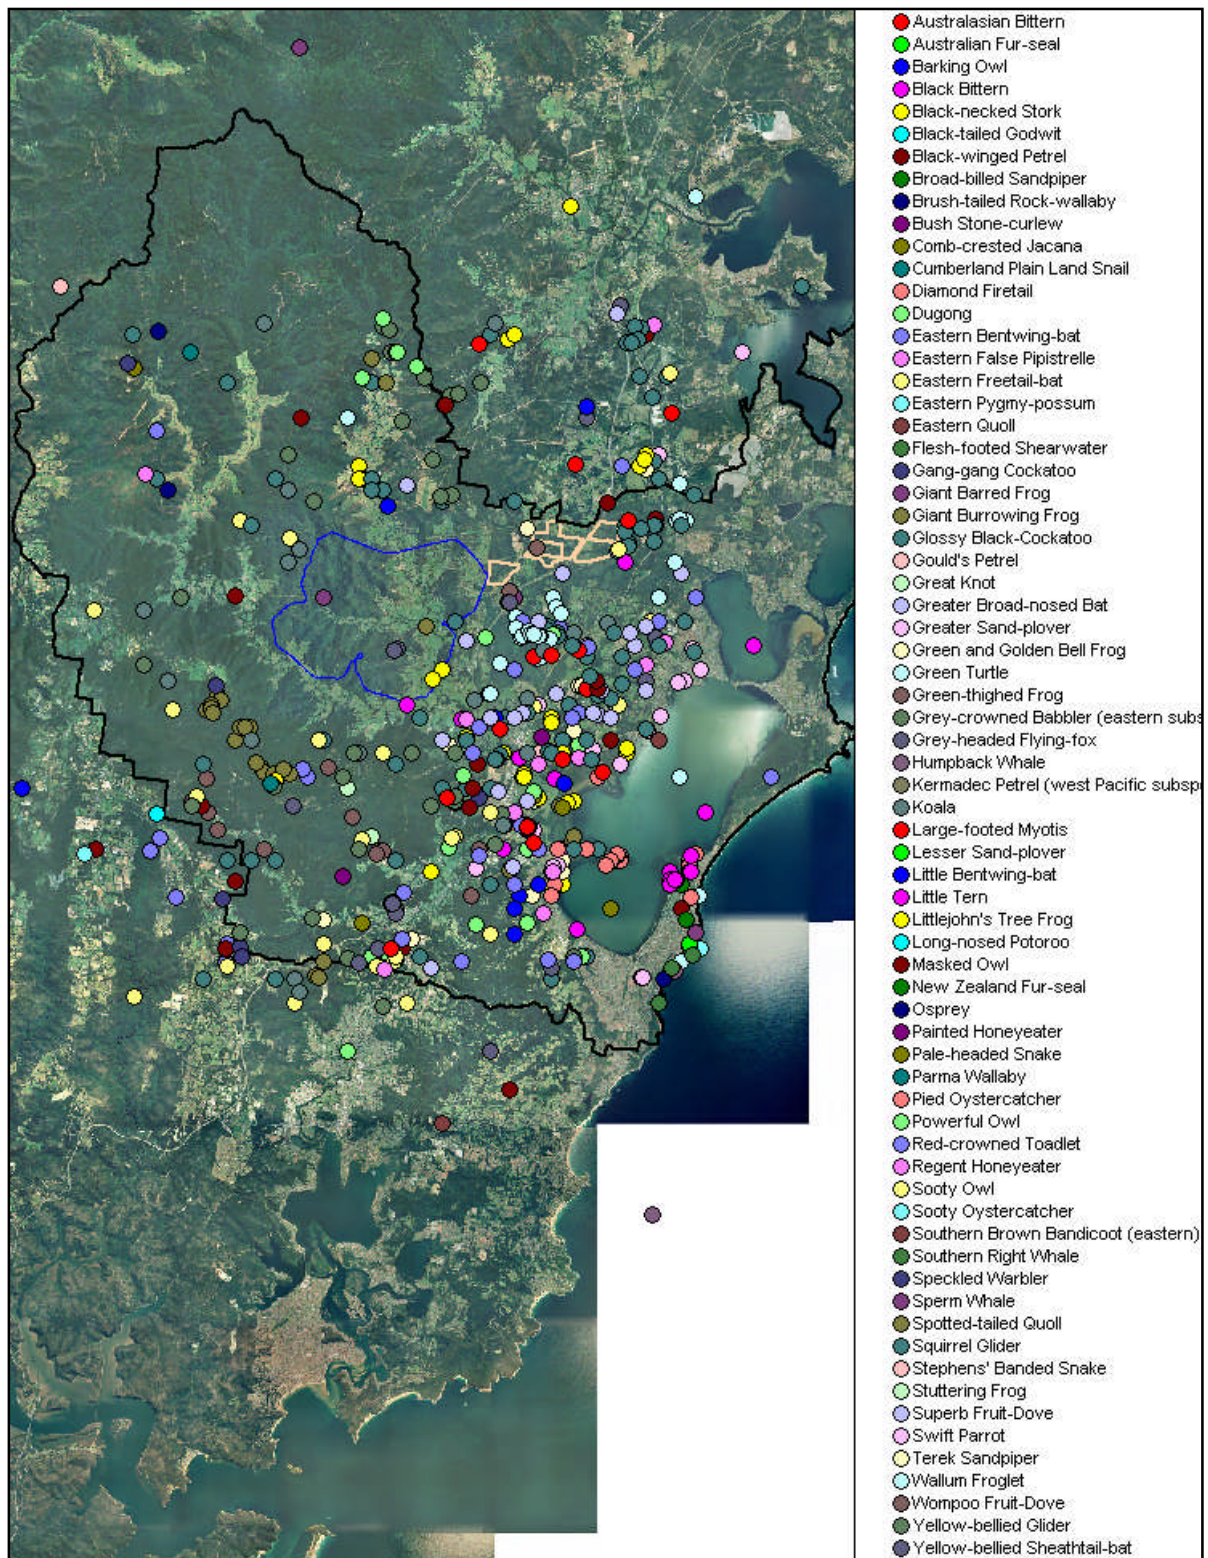 Australasian Bittern
Australian Fur-seal
Barking Owl
Black Bittern
Black-necked Stork
Black-tailed Godwit
Black-winged Petrel
Broad-billed Sandpiper
Brush-tailed Rock-wallaby
Bush Stone-curlew
Comb-crested Jacana
Cumberland Plain Land Snail
Diamond Firetail
Dugong
Eastern Bentwing-bat
Eastern False Pipistrelle
Eastern Freetail-bat
Eastern Pygmy-possum
Eastern Quoll
Flesh-footed Shearwater
Gang-gang Cockatoo
Giant Barred Frog
Giant Burrowing Frog
Glossy Black-Cockatoo
Gould's Petrel
Great Knot
Greater Broad-nosed Bat
Greater Sand-plover
Green and Golden Bell Frog
Green Turtle
Green-thighed Frog
Grey-crowned Babbler (eastern subs
Grey-headed Flying-fox
Humpback Whale
Kermadec Petrel (west Pacific subsp
Koala
Large-footed Myotis
Lesser Sand-plover
Little Bentwing-bat
Little Tern
Littlejohn's Tree Frog
Long-nosed Potoroo
Masked Owl
New Zealand Fur-seal
Osprey
Painted Honeyeater
Pale-headed Snake
Parma Wallaby
Pied Oystercatcher
Powerful Owl
Red-crowned Toadlet
Regent Honeyeater
Sooty Owl
Sooty Oystercatcher
Southern Brown Bandicoot (eastern)
Southern Right Whale
Speckled Warbler
Sperm Whale
Spotted-tailed Quoll
Squirrel Glider
Stephens' Banded Snake
Stuttering Frog
Superb Fruit-Dove
Swift Parrot
Terek Sandpiper
Wallum Froglet
Wompoo Fruit-Dove
Yellow-bellied Glider
Yellow-bellied Sheathtail-bat